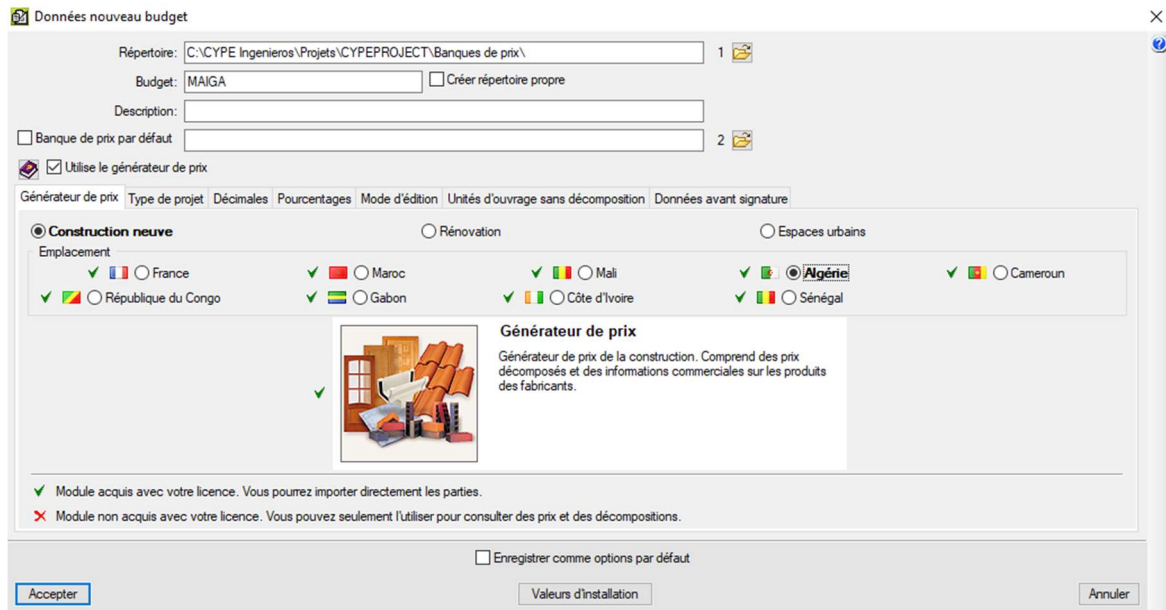 Données nouveau budget
Répertoire: C:\CYPE Ingenieros\Projets\CYPEPROJECT\Banques de prix\ 1
Budget: MAIGA Créer répertoire propre
Description:
Banque de prix par défaut 2
Utilise le générateur de prix
Générateur de prix Type de projet Décimales Pourcentages Mode d'édition Unités d'ouvrage sans décomposition Données avant signature
Construction neuve Rénovation Espaces urbains
Emplacement
France Maroc Mali Algérie Cameroun
République du Congo Gabon Côte d'Ivoire Sénégal
Générateur de prix
Générateur de prix de la construction. Comprend des prix
décomposés et des informations commerciales sur les produits
des fabricants.
Module acquis avec votre licence. Vous pourrez importer directement les parties.
Module non acquis avec votre licence. Vous pouvez seulement l'utiliser pour consulter des prix et des décompositions.
Enregistrer comme options par défaut
Accepter Valeurs d'installation Annuler